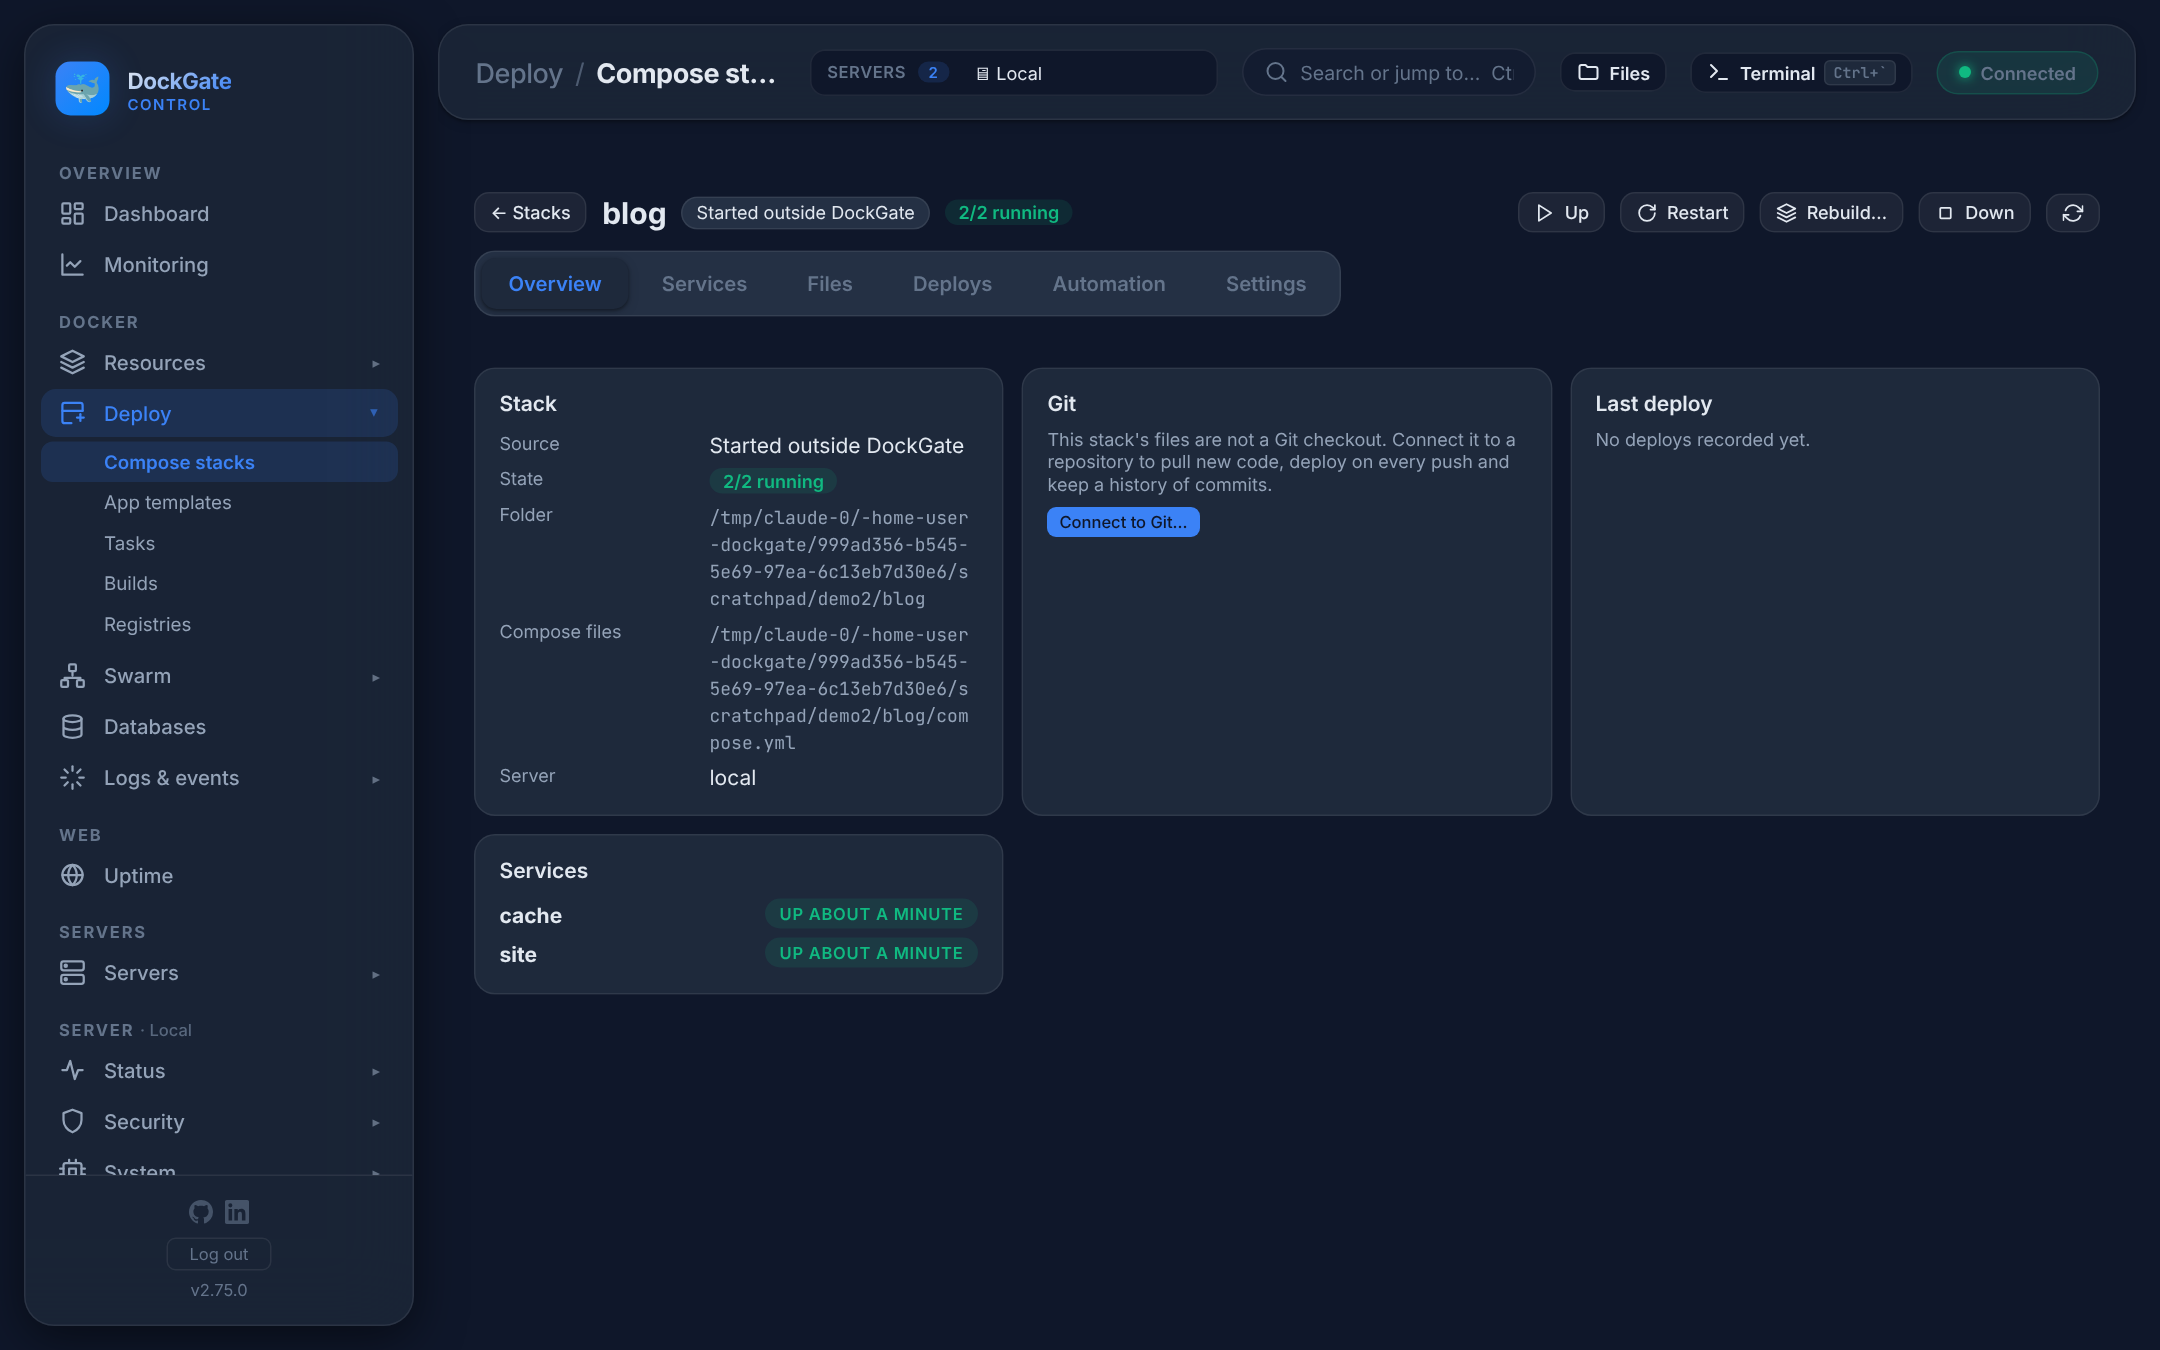 DockGate
CONTROL
OVERVIEW
Dashboard
Monitoring
DOCKER
Resources
Deploy
Compose stacks
App templates
Tasks
Builds
Registries
Swarm
Databases
Logs & events
WEB
Uptime
SERVERS
Servers
SERVER · Local
Status
Security
System
Log out
v2.75.0
Deploy / Compose st...
SERVERS 2 Local
Search or jump to... Ct
Files
Terminal Ctrl+`
Connected
← Stacks
blog
Started outside DockGate
2/2 running
Up
Restart
Rebuild...
Down
Overview
Services
Files
Deploys
Automation
Settings
Stack
Source Started outside DockGate
State 2/2 running
Folder /tmp/claude-0/-home-user
-dockgate/999ad356-b545-
5e69-97ea-6c13eb7d30e6/s
cratchpad/demo2/blog
Compose files /tmp/claude-0/-home-user
-dockgate/999ad356-b545-
5e69-97ea-6c13eb7d30e6/s
cratchpad/demo2/blog/com
pose.yml
Server local
Git
This stack's files are not a Git checkout. Connect it to a
repository to pull new code, deploy on every push and
keep a history of commits.
Connect to Git...
Last deploy
No deploys recorded yet.
Services
cache UP ABOUT A MINUTE
site UP ABOUT A MINUTE